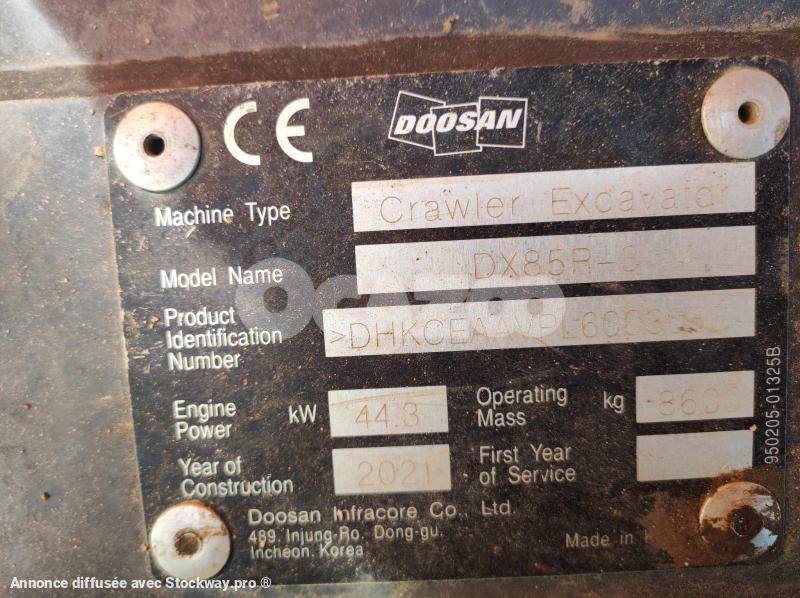 CE
DOOSAN
Machine Type Crawler Excavator
Model Name DX85R-3
Product
Identification
Number
Engine
Power kW 44.3
Operating
Mass kg
Year of
Construction 2021
First Year
of Service
Doosan Infracore Co., Ltd.
489, Injung-Ro, Dong-gu,
Incheon, Korea
Made in
950205-01325B
OCAZOO
Annonce diffusée avec Stockway.pro ®